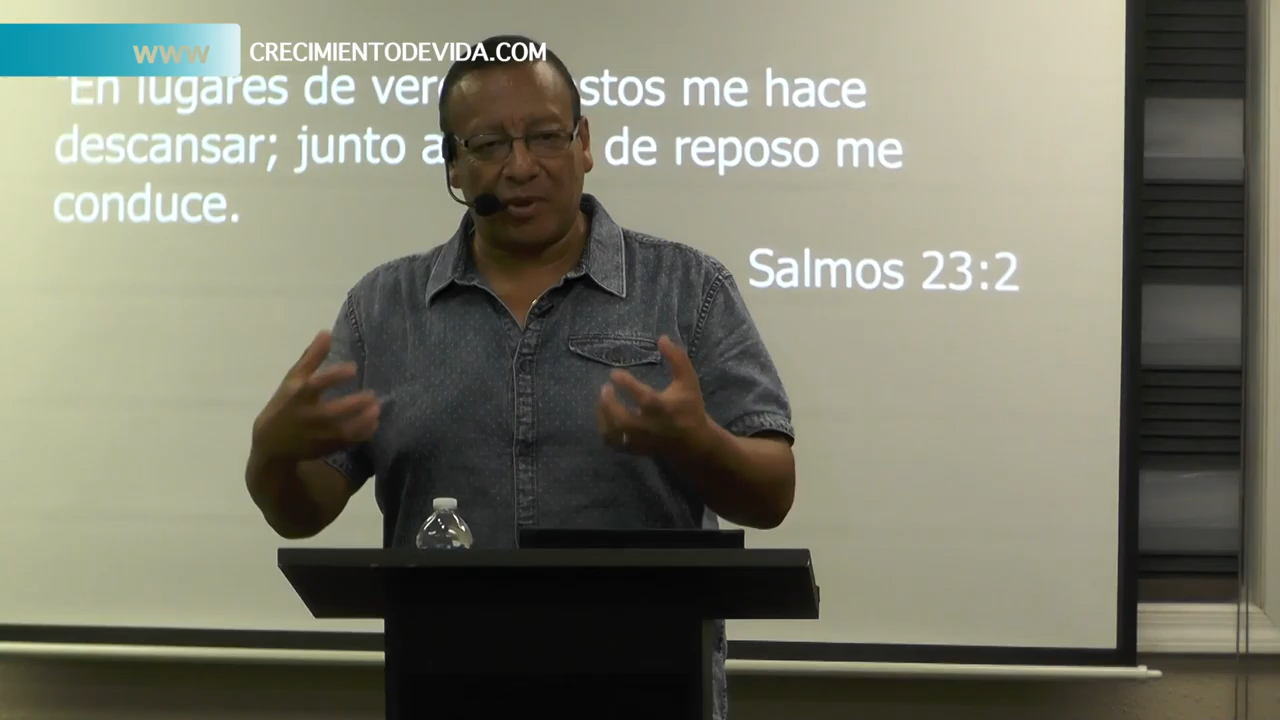 WWW CRECIMIENTODEVIDA.COM
"En lugares de stos me hace
descansar; junto a de reposo me
conduce.
Salmos 23:2